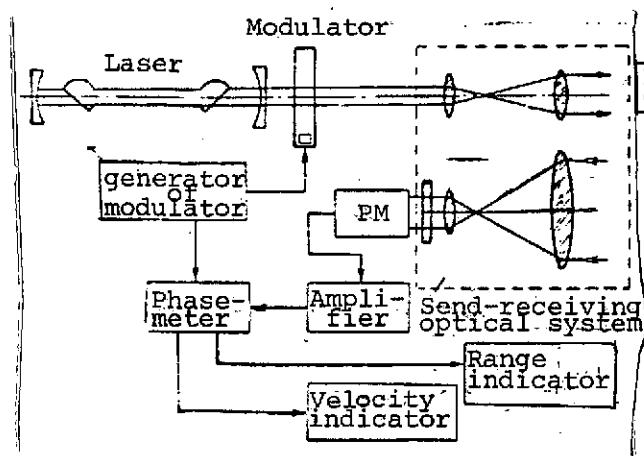 Modulator
Laser
generator
of
modulator
PM
Phase-
meter
Ampli-
fier
Send-receiving
optical system
Range
indicator
Velocity
indicator